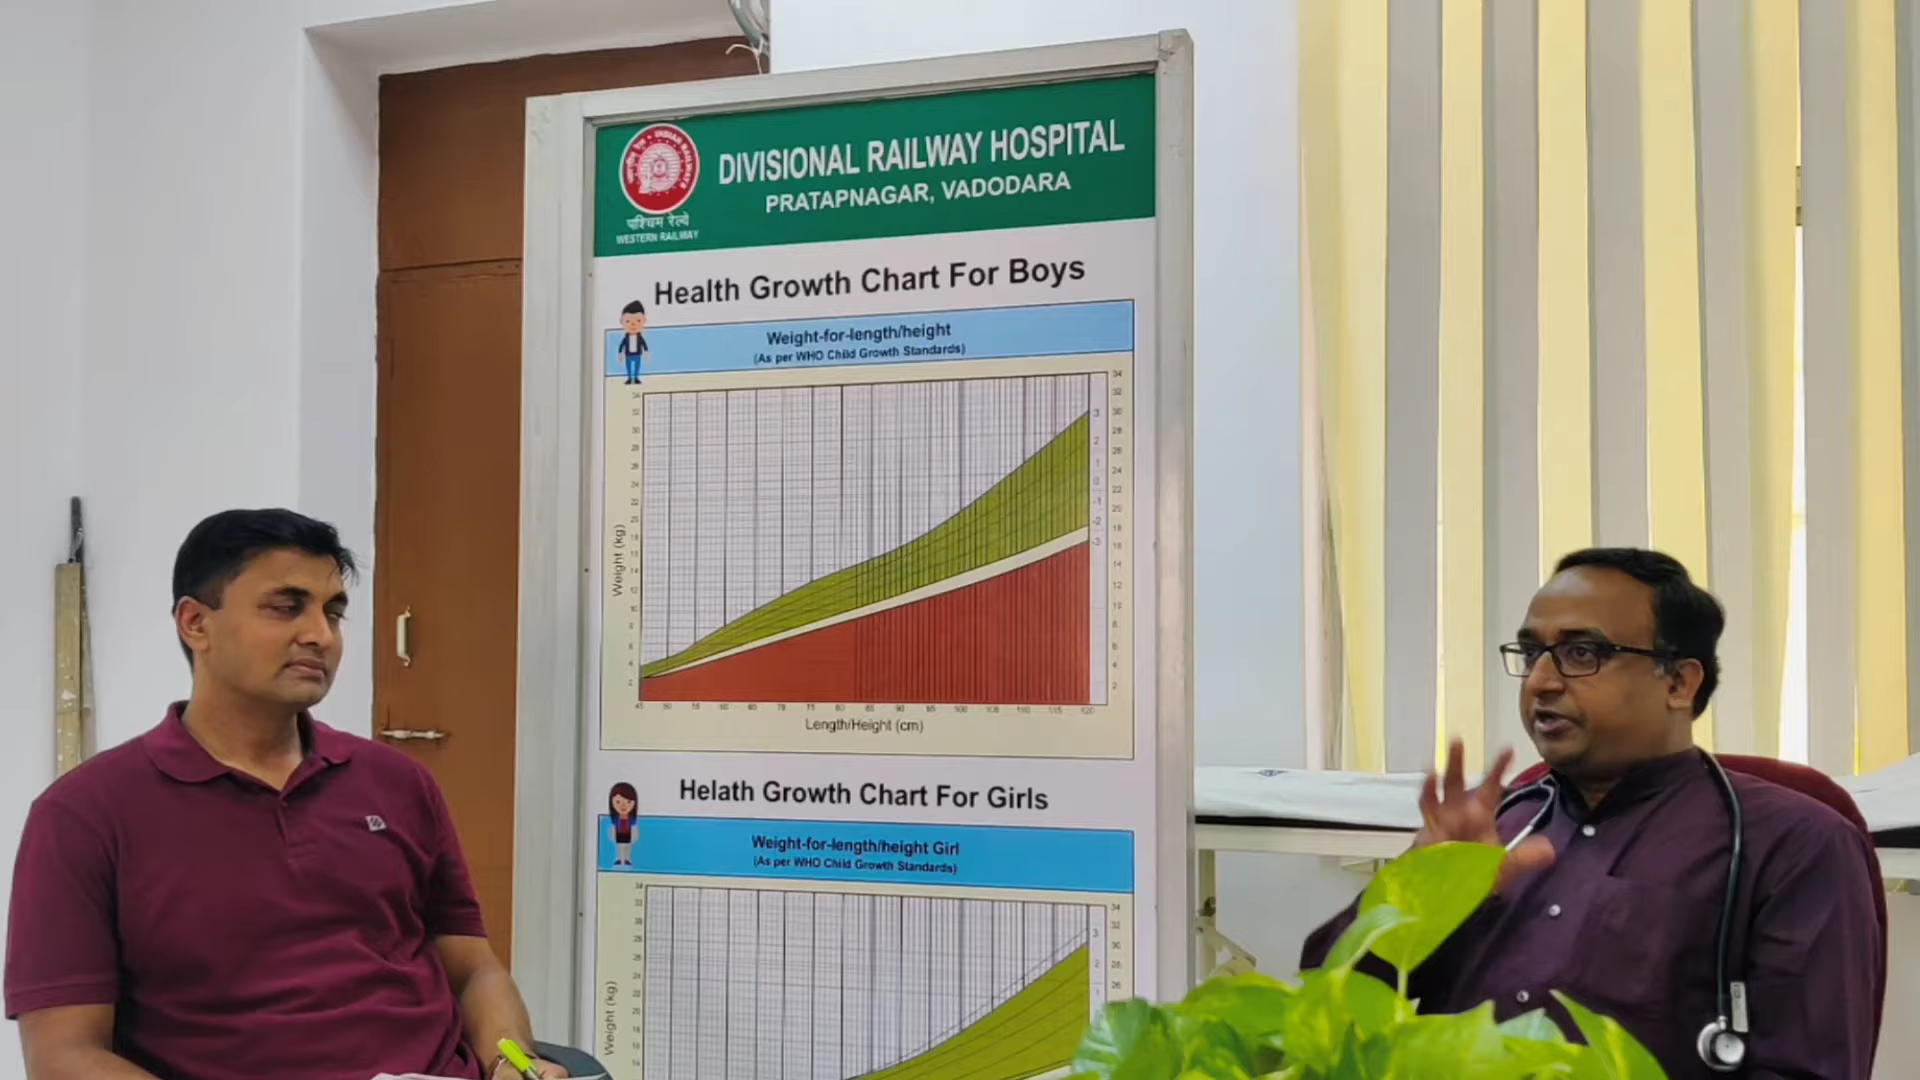 DIVISIONAL RAILWAY HOSPITAL
PRATAPNAGAR, VADODARA
पश्चिम रेल्वे
WESTERN RAILWAY
Health Growth Chart For Boys
Weight-for-length/height
(As per WHO Child Growth Standards)
Weight (kg)
Length/Height (cm)
Helath Growth Chart For Girls
Weight-for-length/height Girl
(As per WHO Child Growth Standards)
Weight (kg)